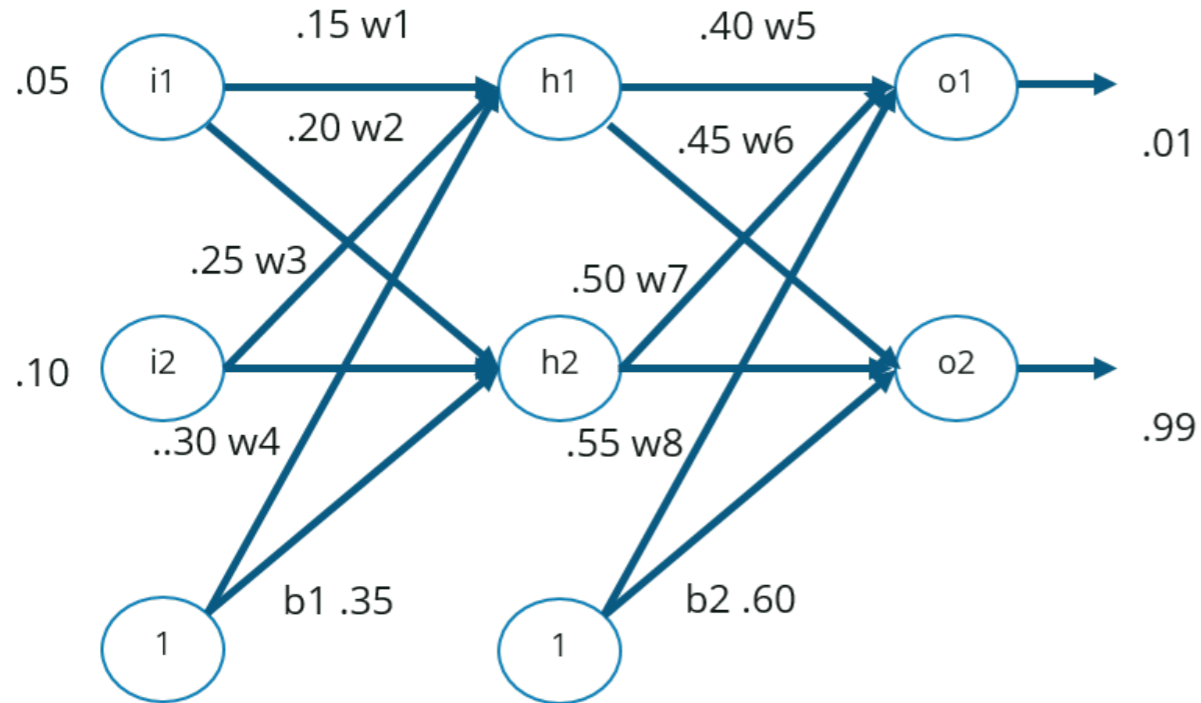 .15 w1
.40 w5
.05
i1
h1
o1
.20 w2
.45 w6
.01
.25 w3
.50 w7
.10
i2
h2
o2
..30 w4
.55 w8
.99
b1 .35
b2 .60
1
1